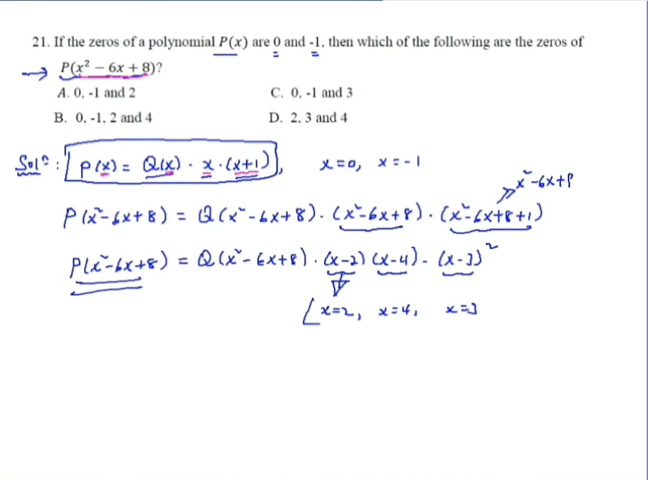 21. If the zeros of a polynomial P(x) are 0 and -1, then which of the following are the zeros of
→ P(x² – 6x + 8)?
A. 0, -1 and 2 C. 0, -1 and 3
B. 0, -1, 2 and 4 D. 2, 3 and 4
Solⁿ: P(x) = Q(x) · x · (x+1), x=0, x=-1
x²-6x+9
P(x²-6x+8) = Q(x²-6x+8) · (x²-6x+8) · (x²-6x+8+1)
P(x²-6x+8) = Q(x²-6x+8) · (x-2) (x-4) - (x-3)²
x=2, x=4, x=3